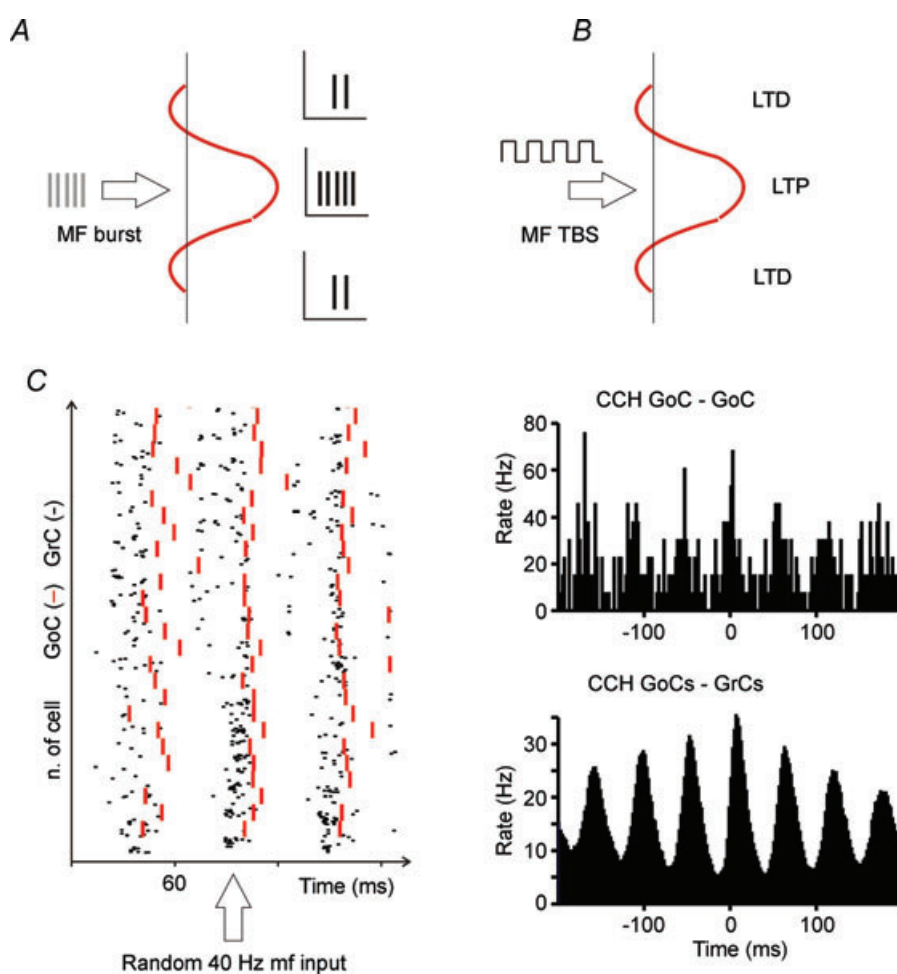 A
MF burst
B
MF TBS
LTD
LTP
LTD
C
n. of cell GoC (–) GrC (-)
60
Time (ms)
Random 40 Hz mf input
CCH GoC - GoC
Rate (Hz)
80
60
40
20
0
-100
0
100
CCH GoCs - GrCs
Rate (Hz)
30
20
10
0
-100
0
100
Time (ms)